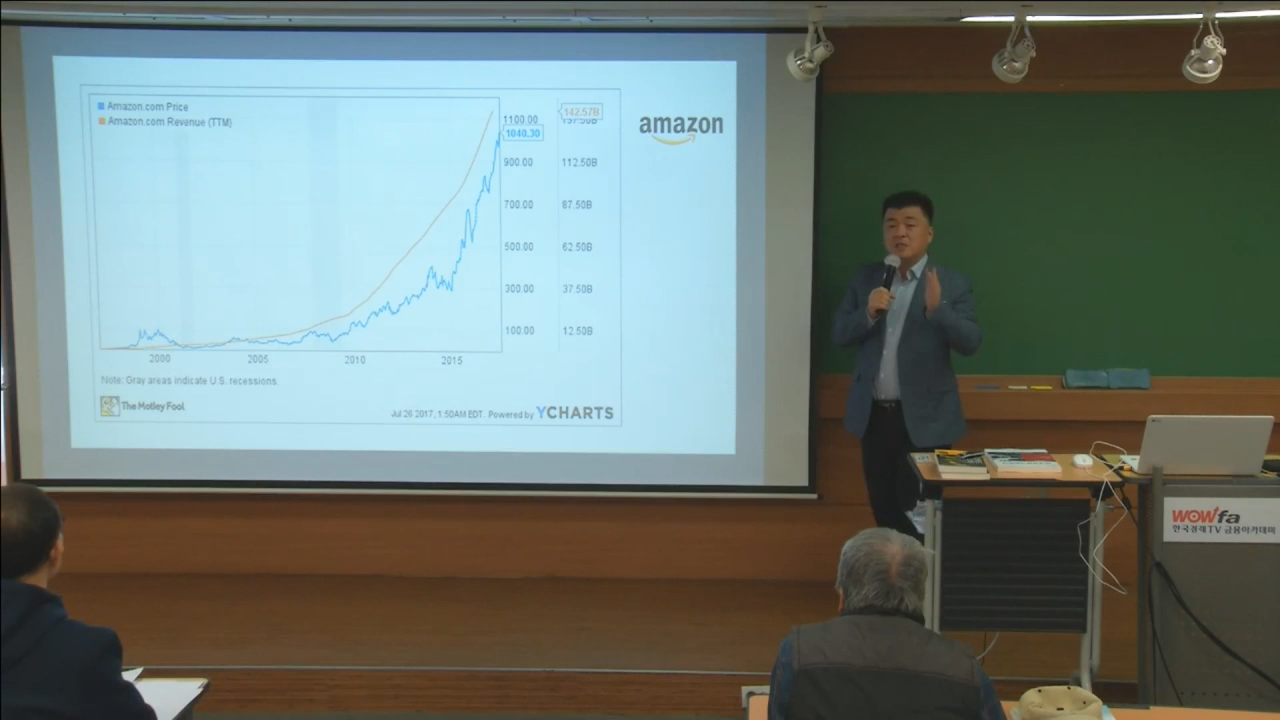 Amazon.com Price
Amazon.com Revenue (TTM)
142.57B
1100.00
1040.30
900.00
112.50B
700.00
87.50B
500.00
62.50B
300.00
37.50B
100.00
12.50B
2000
2005
2010
2015
Note: Gray areas indicate U.S. recessions.
The Motley Fool
Jul 26 2017, 1:50AM EDT. Powered by YCHARTS
amazon
WOWfa
한국경제TV 금융아카데미